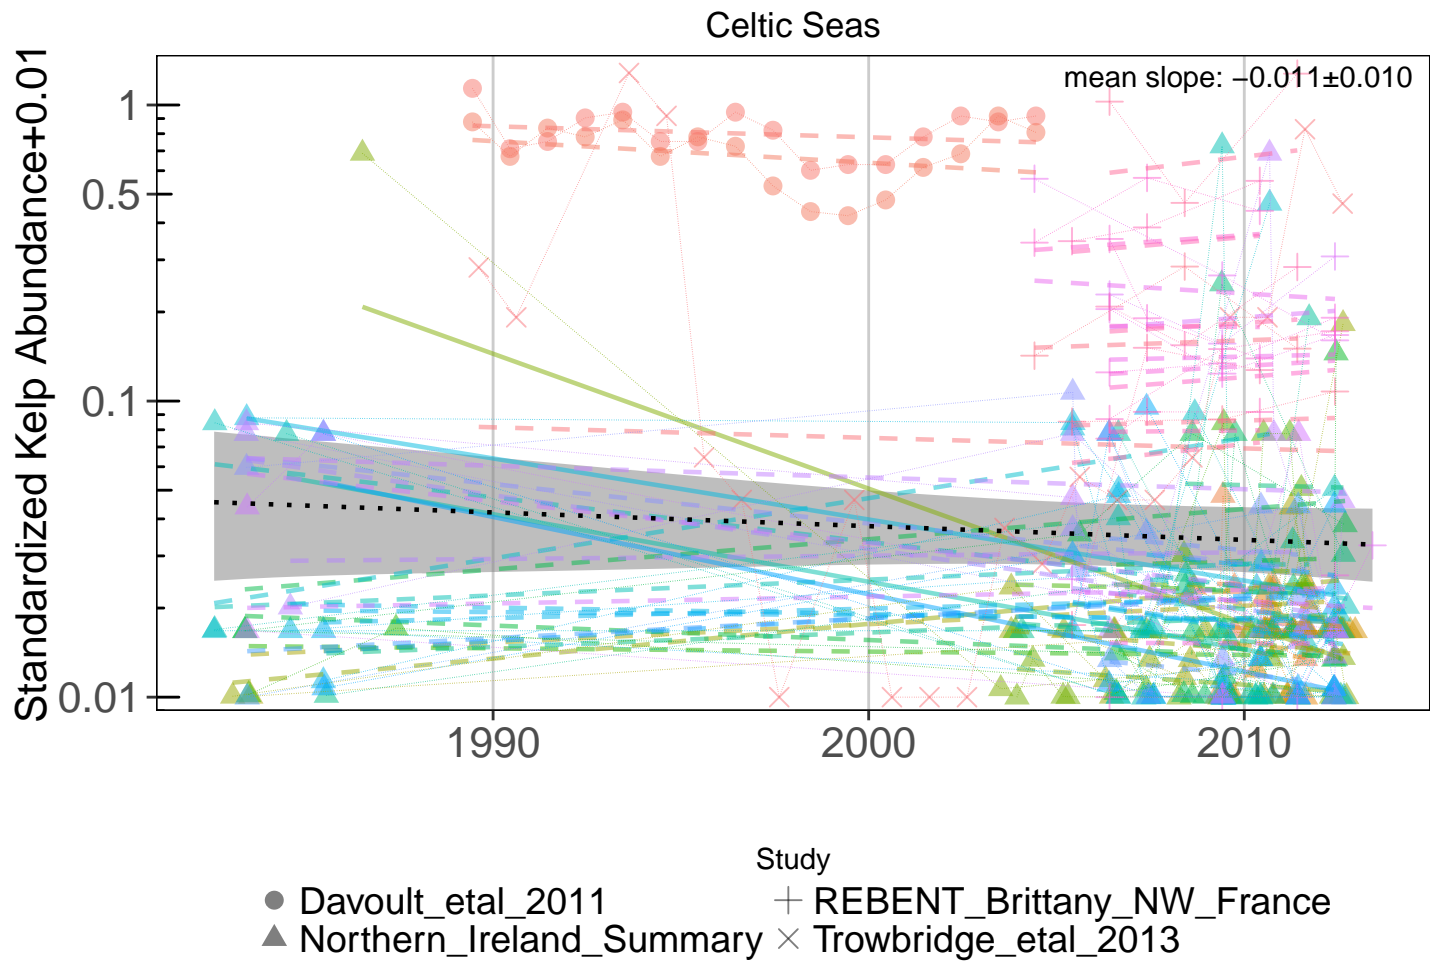 Celtic Seas
mean slope: −0.011±0.010
Standardized Kelp Abundance+0.01
1
0.5
0.1
0.01
1990 2000 2010
Study
Davoult_etal_2011 REBENT_Brittany_NW_France
Northern_Ireland_Summary Trowbridge_etal_2013